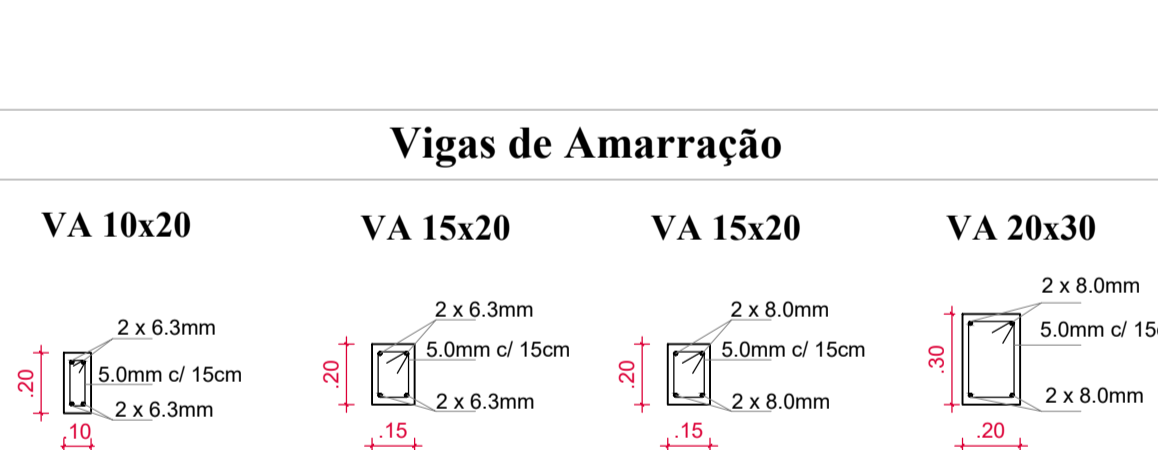 Vigas de Amarração
VA 10x20
2 x 6.3mm
5.0mm c/ 15cm
2 x 6.3mm
.20
.10
VA 15x20
2 x 6.3mm
5.0mm c/ 15cm
2 x 6.3mm
.20
.15
VA 15x20
2 x 8.0mm
5.0mm c/ 15cm
2 x 8.0mm
.20
.15
VA 20x30
2 x 8.0mm
5.0mm c/ 15
2 x 8.0mm
.30
.20